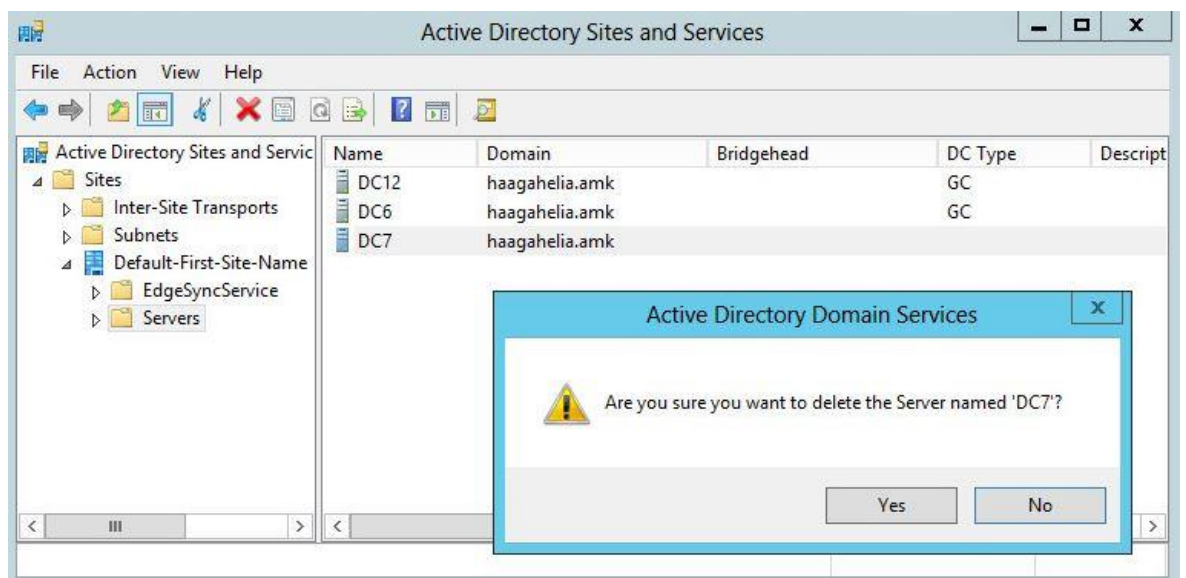 Active Directory Sites and Services
File Action View Help
Active Directory Sites and Servic
Sites
Inter-Site Transports
Subnets
Default-First-Site-Name
EdgeSyncService
Servers
Name Domain Bridgehead DC Type Descript
DC12 haagahelia.amk GC
DC6 haagahelia.amk GC
DC7 haagahelia.amk
Active Directory Domain Services
Are you sure you want to delete the Server named 'DC7'?
Yes No